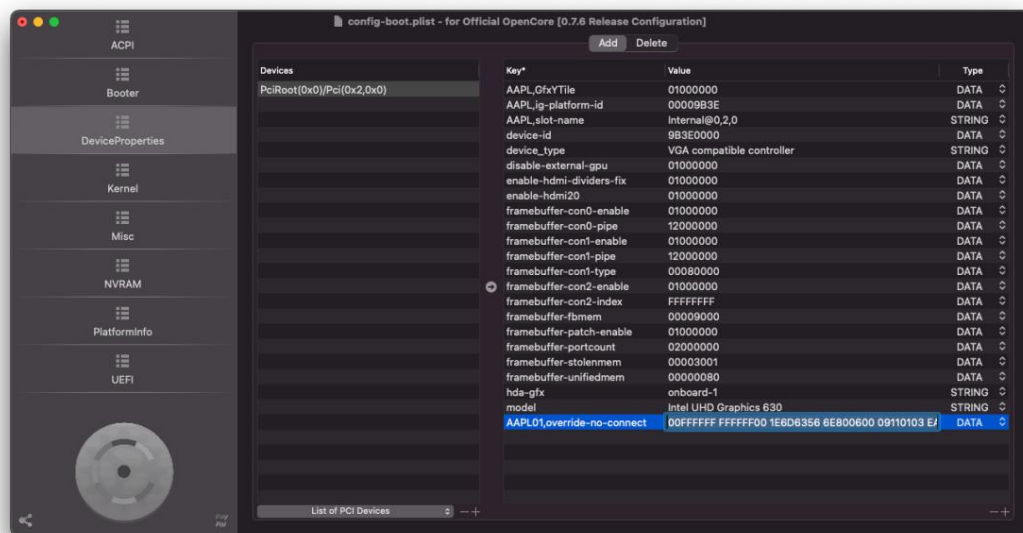 config-boot.plist - for Official OpenCore [0.7.6 Release Configuration]
ACPI
Booter
DeviceProperties
Kernel
Misc
NVRAM
PlatformInfo
UEFI
Add Delete
Devices
PciRoot(0x0)/Pci(0x2,0x0)
List of PCI Devices
Key* Value Type
AAPL,GfxYTile 01000000 DATA
AAPL,ig-platform-id 00009B3E DATA
AAPL,slot-name Internal@0,2,0 STRING
device-id 9B3E0000 DATA
device_type VGA compatible controller STRING
disable-external-gpu 01000000 DATA
enable-hdmi-dividers-fix 01000000 DATA
enable-hdmi20 01000000 DATA
framebuffer-con0-enable 01000000 DATA
framebuffer-con0-pipe 12000000 DATA
framebuffer-con1-enable 01000000 DATA
framebuffer-con1-pipe 12000000 DATA
framebuffer-con1-type 00080000 DATA
framebuffer-con2-enable 01000000 DATA
framebuffer-con2-index FFFFFFFF DATA
framebuffer-fbmem 00009000 DATA
framebuffer-patch-enable 01000000 DATA
framebuffer-portcount 02000000 DATA
framebuffer-stolenmem 00003001 DATA
framebuffer-unifiedmem 00000080 DATA
hda-gfx onboard-1 STRING
model Intel UHD Graphics 630 STRING
AAPL01,override-no-connect 00FFFFFF FFFFFF00 1E6D6356 6E800600 09110103 DATA